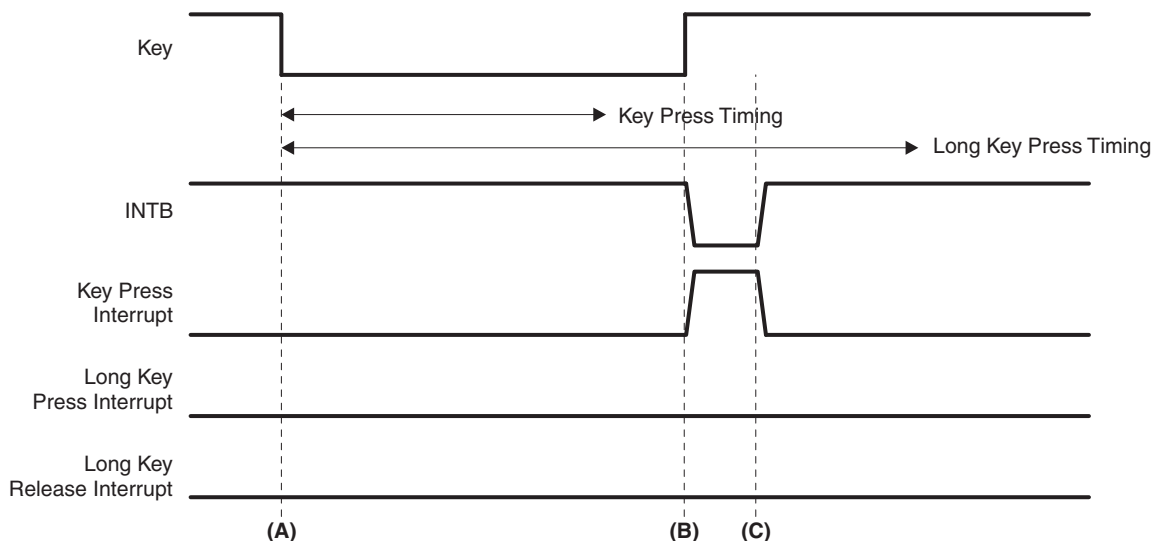 Key
Key Press Timing
Long Key Press Timing
INTB
Key Press
Interrupt
Long Key
Press Interrupt
Long Key
Release Interrupt
(A)
(B)
(C)